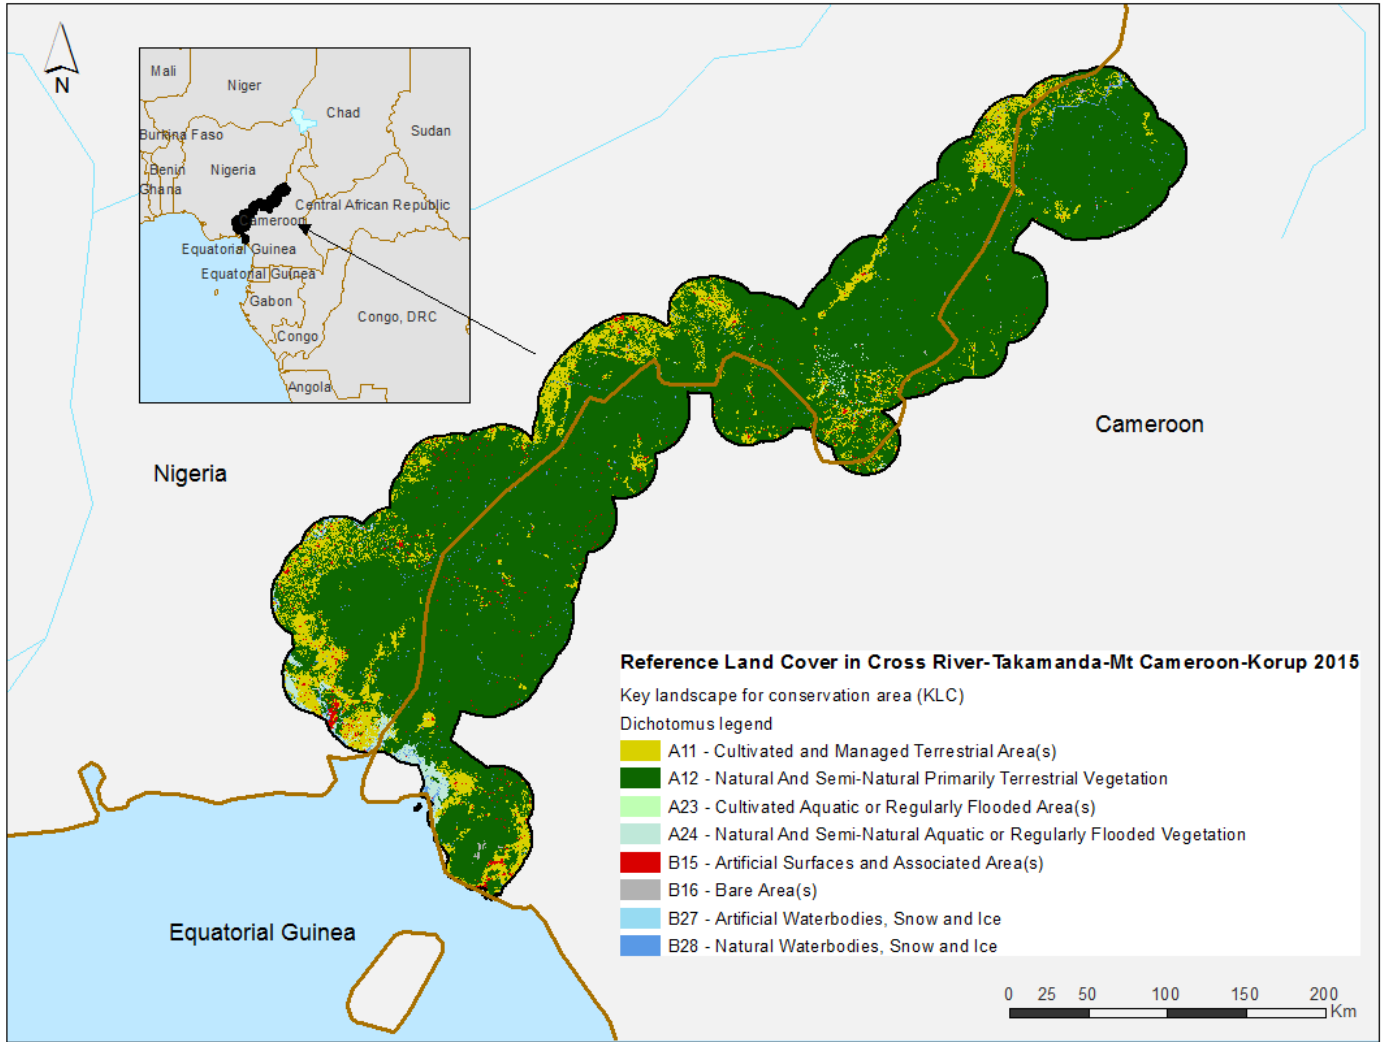 N
Mali
Niger
Chad
Sudan
Burkina Faso
Benin
Nigeria
Ghana
Central African Republic
Cameroon
Equatorial Guinea
Equatorial Guinea
Gabon
Congo, DRC
Congo
Angola
Cameroon
Nigeria
Reference Land Cover in Cross River-Takamanda-Mt Cameroon-Korup 2015
Key landscape for conservation area (KLC)
Dichotomus legend
A11 - Cultivated and Managed Terrestrial Area(s)
A12 - Natural And Semi-Natural Primarily Terrestrial Vegetation
A23 - Cultivated Aquatic or Regularly Flooded Area(s)
A24 - Natural And Semi-Natural Aquatic or Regularly Flooded Vegetation
B15 - Artificial Surfaces and Associated Area(s)
B16 - Bare Area(s)
B27 - Artificial Waterbodies, Snow and Ice
B28 - Natural Waterbodies, Snow and Ice
Equatorial Guinea
0 25 50 100 150 200
Km